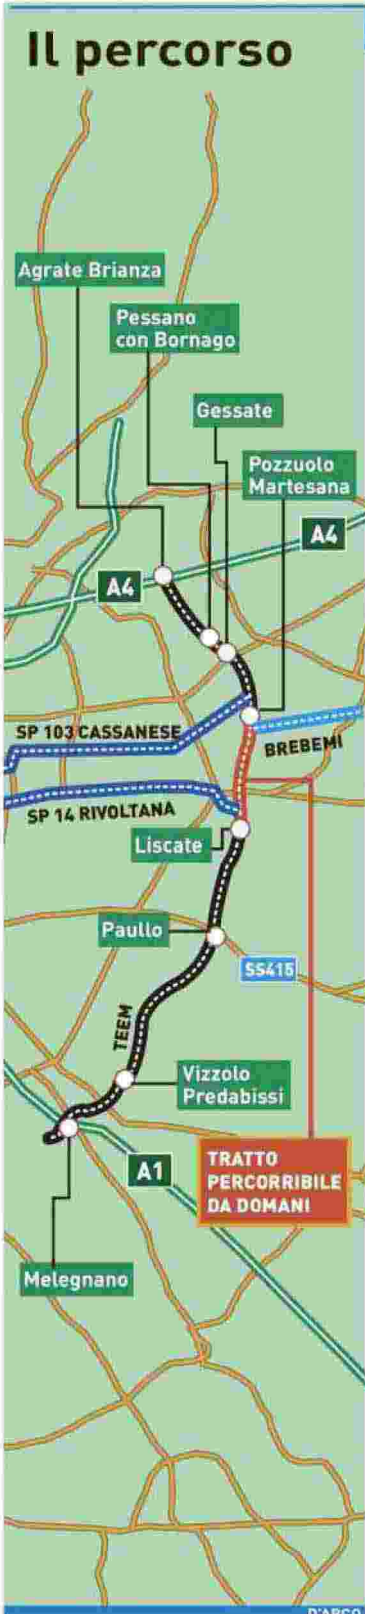 Il percorso
Agrate Brianza
Pessano
con Bornago
Gessate
Pozzuolo
Martesana
A4
A4
SP 103 CASSANESE
BREBEMI
SP 14 RIVOLTANA
Liscate
Paullo
SS415
TEEM
Vizzolo
Predabissi
A1
TRATTO
PERCORRIBILE
DA DOMANI
Melegnano
D'ARCO